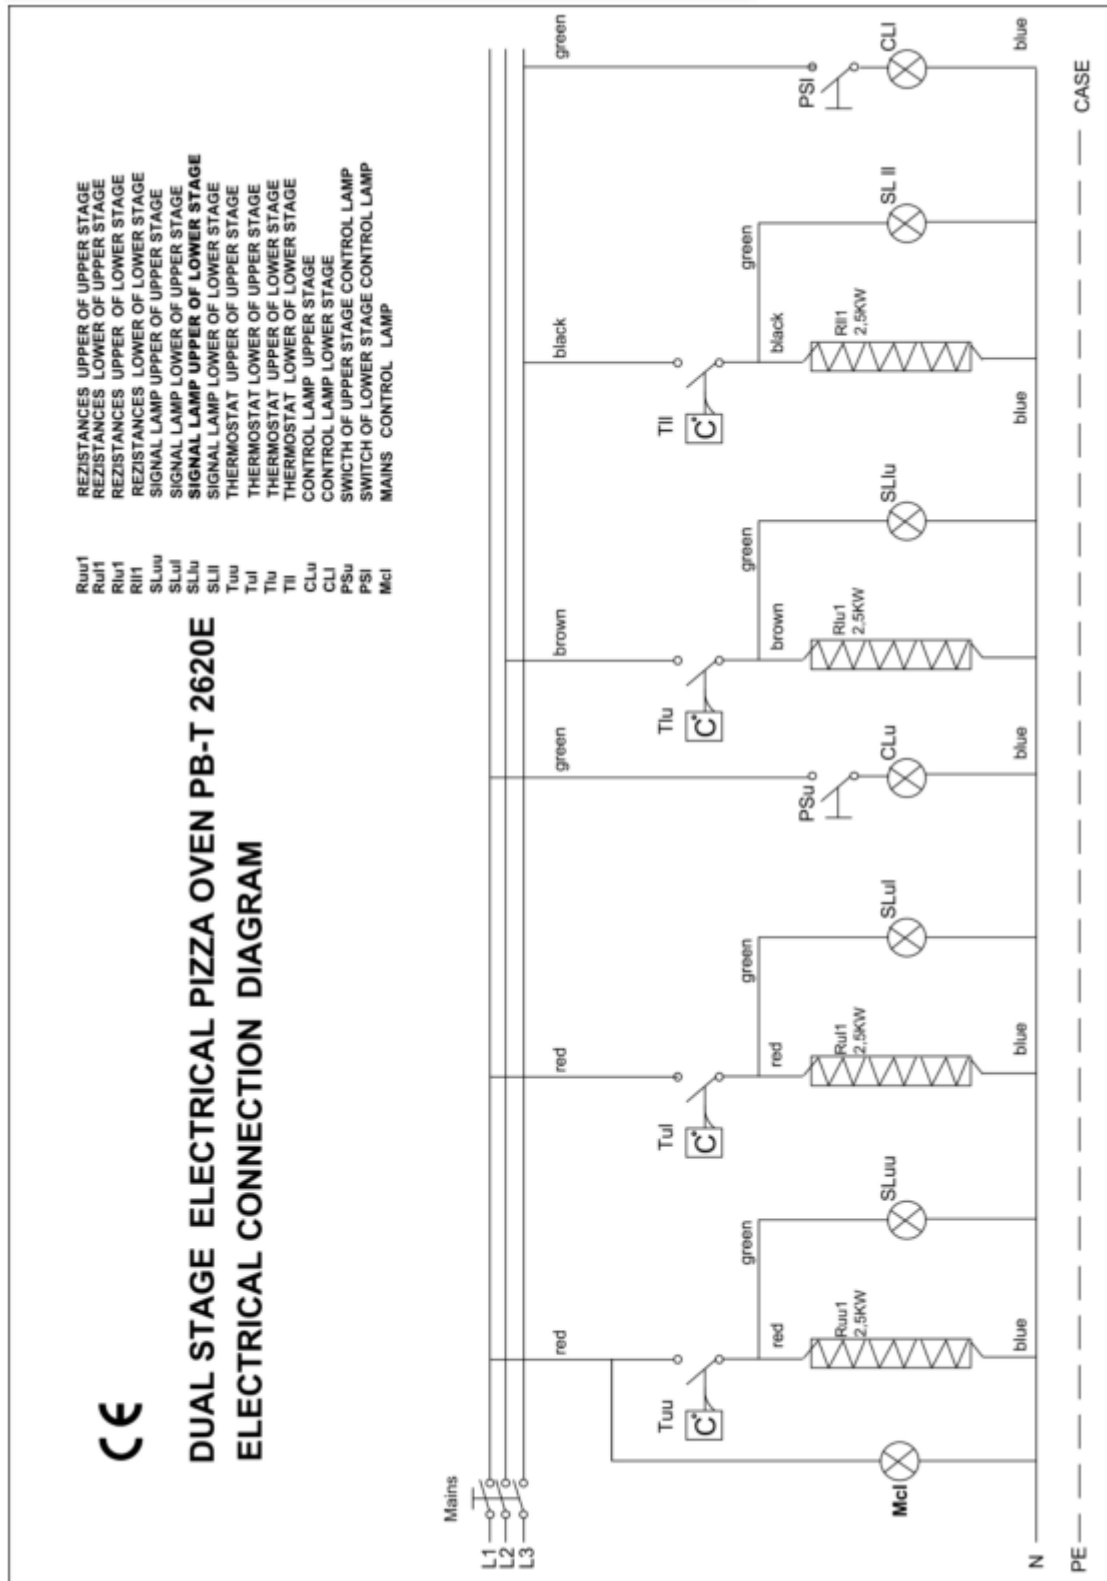 CE
DUAL STAGE ELECTRICAL PIZZA OVEN PB-T 2620E
ELECTRICAL CONNECTION DIAGRAM
Ruu1 REZISTANCES UPPER OF UPPER STAGE
Rul1 REZISTANCES LOWER OF UPPER STAGE
Rlu1 REZISTANCES UPPER OF LOWER STAGE
Rll1 REZISTANCES LOWER OF LOWER STAGE
SLuu SIGNAL LAMP UPPER OF UPPER STAGE
SLul SIGNAL LAMP LOWER OF UPPER STAGE
SLlu SIGNAL LAMP UPPER OF LOWER STAGE
SLll SIGNAL LAMP LOWER OF LOWER STAGE
Tuu THERMOSTAT UPPER OF UPPER STAGE
Tul THERMOSTAT LOWER OF UPPER STAGE
Tlu THERMOSTAT UPPER OF LOWER STAGE
Tll THERMOSTAT LOWER OF LOWER STAGE
CLu CONTROL LAMP UPPER STAGE
CLl CONTROL LAMP LOWER STAGE
PSu SWICTH OF UPPER STAGE CONTROL LAMP
PSl SWITCH OF LOWER STAGE CONTROL LAMP
Mcl MAINS CONTROL LAMP
Mains
L1
L2
L3
red
red
green
brown
black
green
Tuu
C°
Tul
C°
Tlu
C°
Tll
C°
green
green
green
green
red
red
brown
black
Mcl
Ruu1
2,5KW
SLuu
Rul1
2,5KW
SLul
PSu
CLu
Rlu1
2,5KW
SLlu
Rll1
2,5KW
SL ll
PSl
CLl
blue
blue
blue
blue
blue
N
PE
CASE